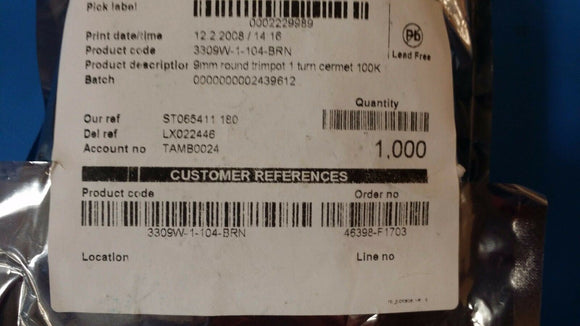 Pick label
0002229989
Print date/time 12.2.2008 / 14 16
Product code 3309W-1-104-BRN
Product description 9mm round trimpot 1 turn cermet 100K
Batch 0000000002439612
Pb
Lead Free
Quantity
Our ref ST065411 180
Del ref LX022446
Account no TAMB0024
1,000
CUSTOMER REFERENCES
Product code Order no
3309W-1-104-BRN 46398-F1703
Location Line no